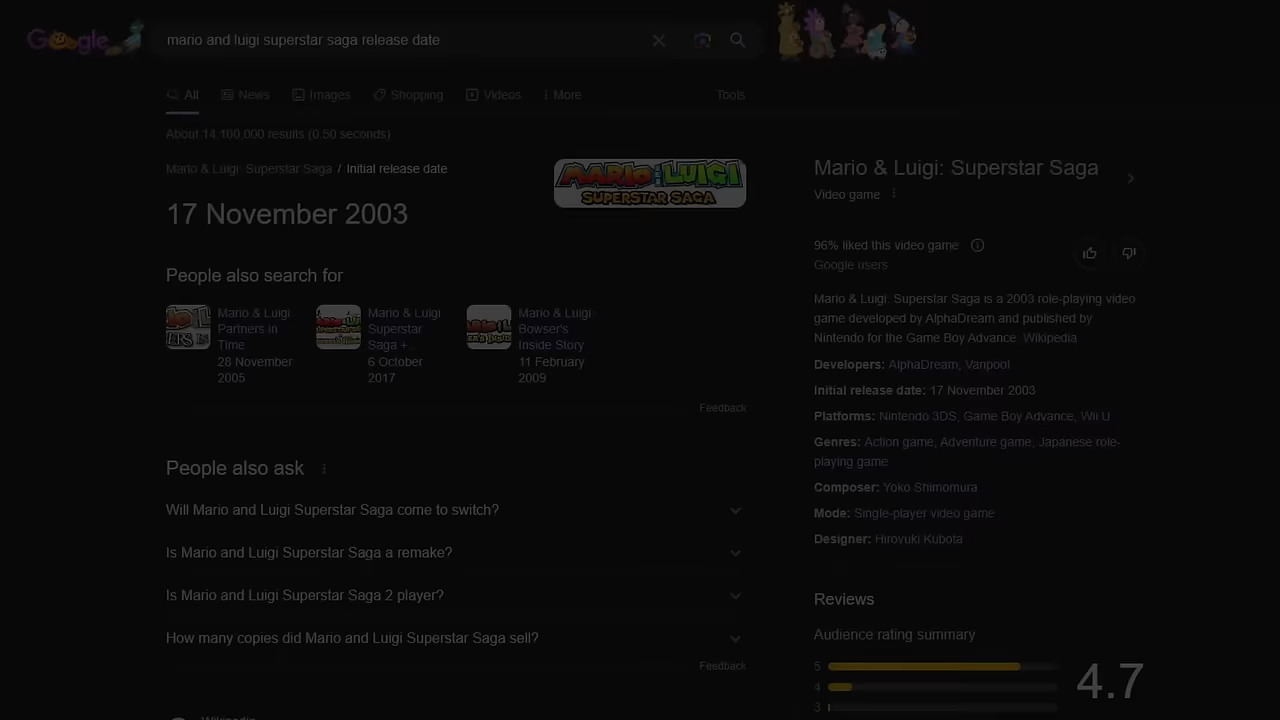 Google
mario and luigi superstar saga release date
All
News
Images
Shopping
Videos
More
Tools
About 14,100,000 results (0.50 seconds)
Mario & Luigi: Superstar Saga / Initial release date
17 November 2003
MARIO & LUIGI
SUPERSTAR SAGA
People also search for
Mario & Luigi:
Partners in
Time
28 November
2005
Mario & Luigi:
Superstar
Saga + ...
6 October
2017
Mario & Luigi:
Bowser's
Inside Story
11 February
2009
Feedback
People also ask
Will Mario and Luigi Superstar Saga come to switch?
Is Mario and Luigi Superstar Saga a remake?
Is Mario and Luigi Superstar Saga 2 player?
How many copies did Mario and Luigi Superstar Saga sell?
Feedback
Wikipedia
Mario & Luigi: Superstar Saga
Video game
96% liked this video game
Google users
Mario & Luigi: Superstar Saga is a 2003 role-playing video
game developed by AlphaDream and published by
Nintendo for the Game Boy Advance. Wikipedia
Developers: AlphaDream, Vanpool
Initial release date: 17 November 2003
Platforms: Nintendo 3DS, Game Boy Advance, Wii U
Genres: Action game, Adventure game, Japanese role-
playing game
Composer: Yoko Shimomura
Mode: Single-player video game
Designer: Hiroyuki Kubota
Reviews
Audience rating summary
5
4
3
4.7